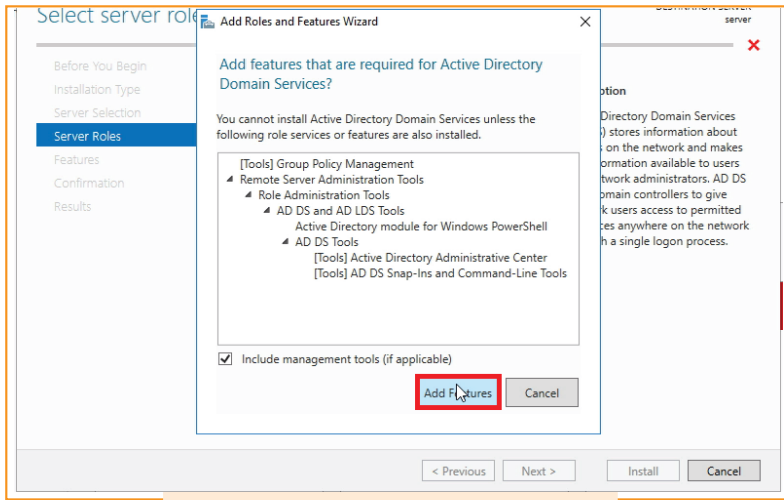 Select server role
DESTINATION SERVER
server
Before You Begin
Installation Type
Server Selection
Server Roles
Features
Confirmation
Results
Add Roles and Features Wizard
Add features that are required for Active Directory
Domain Services?
You cannot install Active Directory Domain Services unless the
following role services or features are also installed.
[Tools] Group Policy Management
Remote Server Administration Tools
Role Administration Tools
AD DS and AD LDS Tools
Active Directory module for Windows PowerShell
AD DS Tools
[Tools] Active Directory Administrative Center
[Tools] AD DS Snap-Ins and Command-Line Tools
Include management tools (if applicable)
Add Features
Cancel
ption
Directory Domain Services
) stores information about
on the network and makes
ormation available to users
twork administrators. AD DS
omain controllers to give
k users access to permitted
ces anywhere on the network
h a single logon process.
< Previous
Next >
Install
Cancel